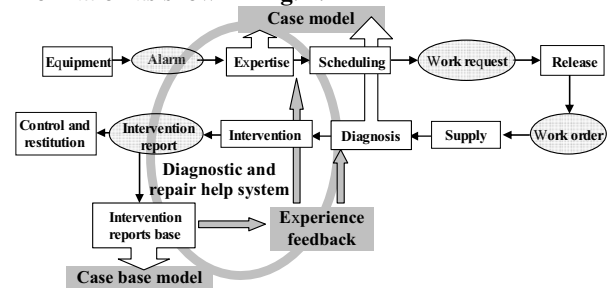 Case model
Equipment
Alarm
Expertise
Scheduling
Work request
Release
Control and
restitution
Intervention
report
Intervention
Diagnosis
Supply
Work order
Diagnostic and
repair help system
Intervention
reports base
Experience
feedback
Case base model